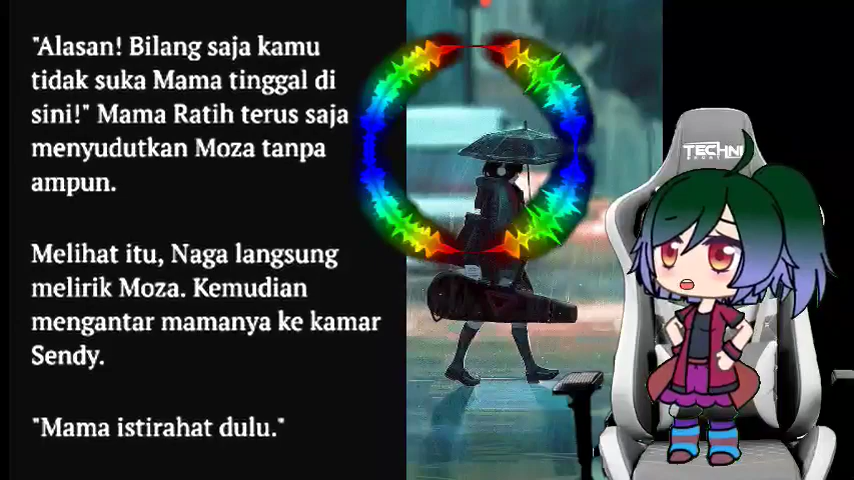 "Alasan! Bilang saja kamu
tidak suka Mama tinggal di
sini!" Mama Ratih terus saja
menyudutkan Moza tanpa
ampun.
Melihat itu, Naga langsung
melirik Moza. Kemudian
mengantar mamanya ke kamar
Sendy.
"Mama istirahat dulu."
TECHNI
SPORT